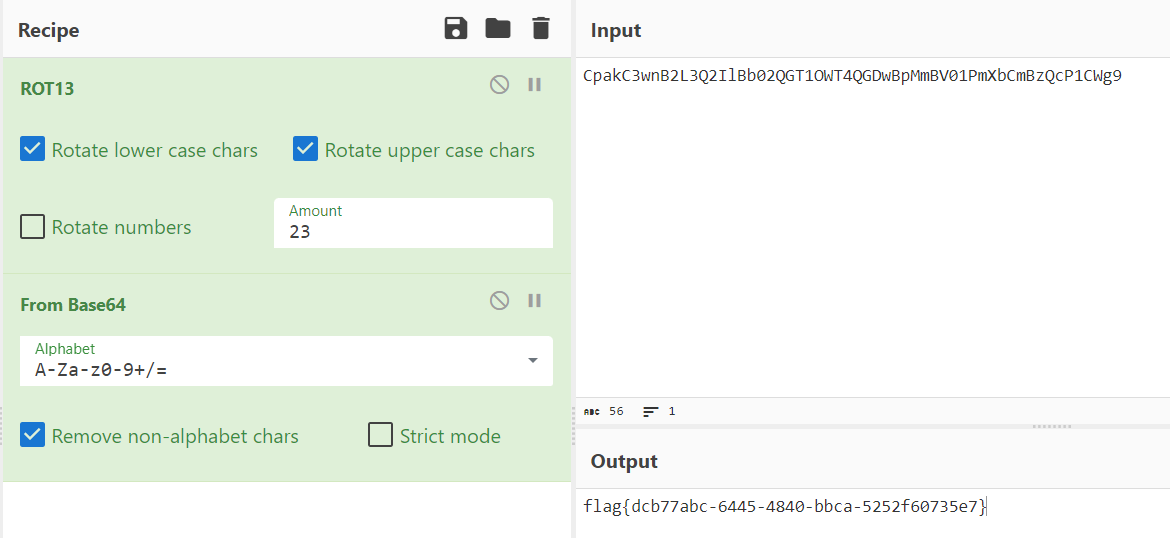 Recipe
ROT13
Rotate lower case chars Rotate upper case chars
Rotate numbers
Amount
23
From Base64
Alphabet
A-Za-z0-9+/=
Remove non-alphabet chars Strict mode
Input
CpakC3wnB2L3Q2IlBb02QGT1OWT4QGDwBpMmBV01PmXbCmBzQcP1CWg9
ABC 56 1
Output
flag{dcb77abc-6445-4840-bbca-5252f60735e7}